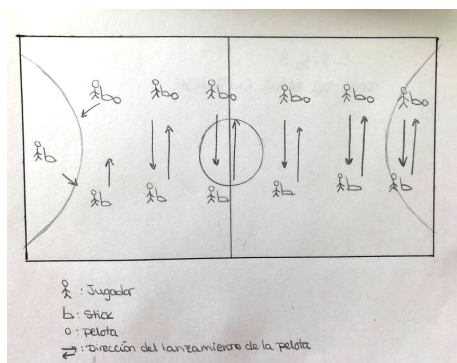 : Jugador
: Stick
o : pelota
: Dirección del lanzamiento de la pelota